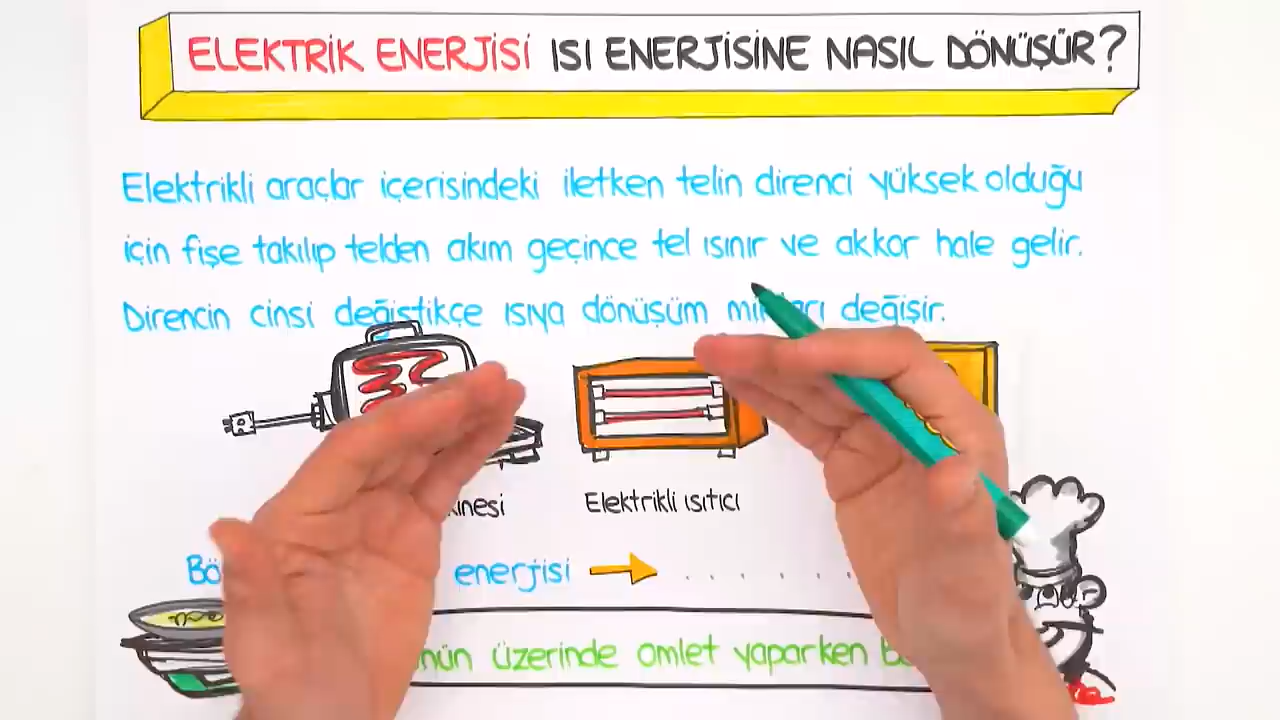 ELEKTRİK ENERJİSİ ISI ENERJİSİNE NASIL DÖNÜŞÜR?
Elektrikli araçlar içerisindeki iletken telin direnci yüksek olduğu
için fişe takılıp telden akım geçince tel ısınır ve akkor hale gelir.
Direncin cinsi değiştikçe ısıya dönüşüm değişir.
Elektrikli ısıtıcı
enerjisi
üzerinde omlet yaparken